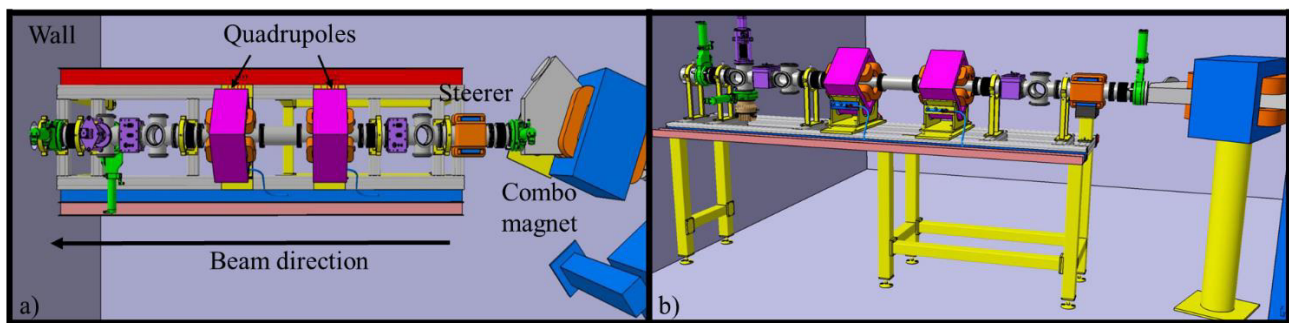 Wall
Quadrupoles
Steerer
Combo
magnet
Beam direction
a)
b)